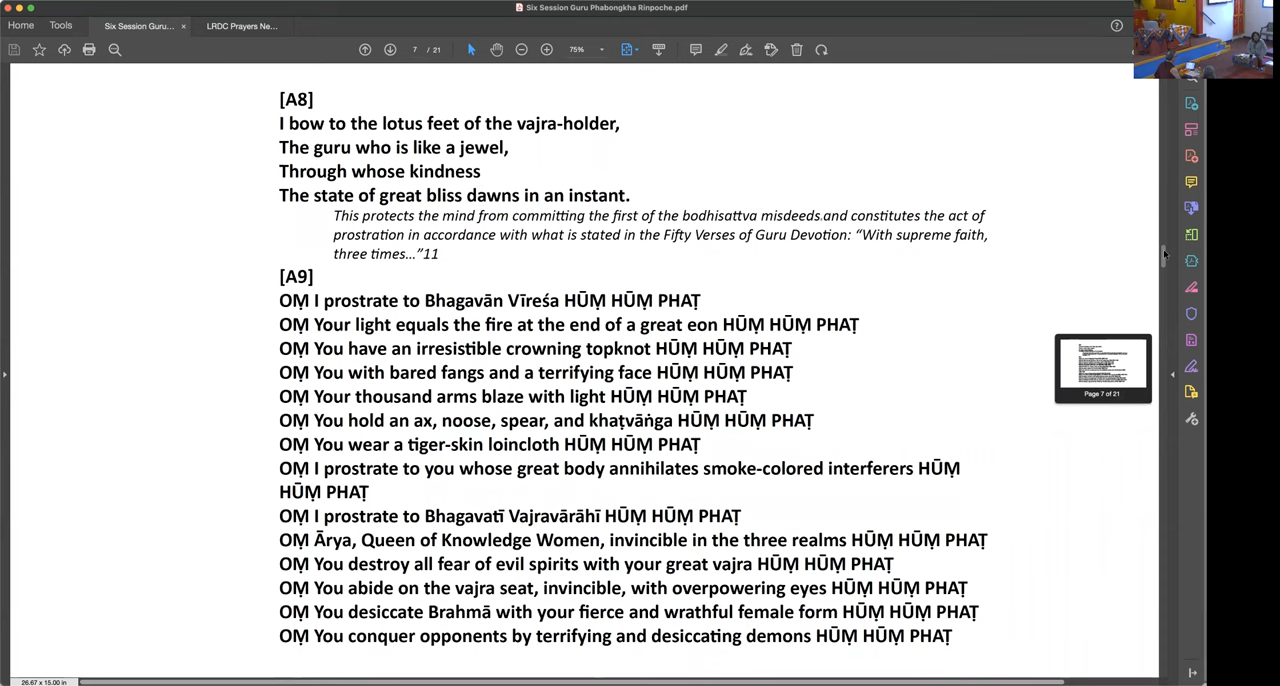 Six Session Guru Phabongkha Rinpoche.pdf
Home Tools Six Session Guru... × LRDC Prayers Ne...
7 / 21 75%
[A8]
I bow to the lotus feet of the vajra-holder,
The guru who is like a jewel,
Through whose kindness
The state of great bliss dawns in an instant.
This protects the mind from committing the first of the bodhisattva misdeeds.and constitutes the act of
prostration in accordance with what is stated in the Fifty Verses of Guru Devotion: “With supreme faith,
three times…”11
[A9]
OṂ I prostrate to Bhagavān Vīreśa HŪṂ HŪṂ PHAṬ
OṂ Your light equals the fire at the end of a great eon HŪṂ HŪṂ PHAṬ
OṂ You have an irresistible crowning topknot HŪṂ HŪṂ PHAṬ
OṂ You with bared fangs and a terrifying face HŪṂ HŪṂ PHAṬ
OṂ Your thousand arms blaze with light HŪṂ HŪṂ PHAṬ
OṂ You hold an ax, noose, spear, and khaṭvāṅga HŪṂ HŪṂ PHAṬ
OṂ You wear a tiger-skin loincloth HŪṂ HŪṂ PHAṬ
OṂ I prostrate to you whose great body annihilates smoke-colored interferers HŪṂ
HŪṂ PHAṬ
OṂ I prostrate to Bhagavatī Vajravārāhī HŪṂ HŪṂ PHAṬ
OṂ Ārya, Queen of Knowledge Women, invincible in the three realms HŪṂ HŪṂ PHAṬ
OṂ You destroy all fear of evil spirits with your great vajra HŪṂ HŪṂ PHAṬ
OṂ You abide on the vajra seat, invincible, with overpowering eyes HŪṂ HŪṂ PHAṬ
OṂ You desiccate Brahmā with your fierce and wrathful female form HŪṂ HŪṂ PHAṬ
OṂ You conquer opponents by terrifying and desiccating demons HŪṂ HŪṂ PHAṬ
Page 7 of 21
26.67 x 15.00 in